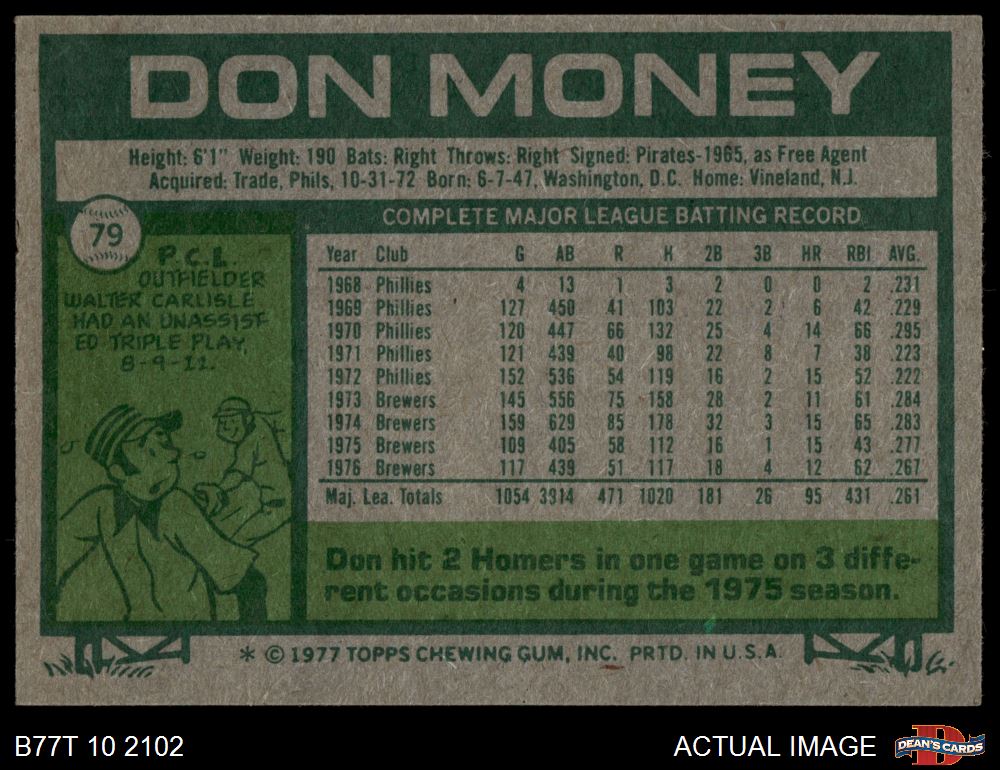 DON MONEY
Height: 6'1" Weight: 190 Bats: Right Throws: Right Signed: Pirates-1965, as Free Agent
Acquired: Trade, Phils, 10-31-72 Born: 6-7-47, Washington, D.C. Home: Vineland, N.J.
79
P.C.L.
OUTFIELDER
WALTER CARLISLE
HAD AN UNASSIST-
ED TRIPLE PLAY,
8-9-11.
COMPLETE MAJOR LEAGUE BATTING RECORD
Year Club G AB R H 2B 3B HR RBI AVG.
1968 Phillies 4 13 1 3 2 0 0 2 .231
1969 Phillies 127 450 41 103 22 2 6 42 .229
1970 Phillies 120 447 66 132 25 4 14 66 .295
1971 Phillies 121 439 40 98 22 8 7 38 .223
1972 Phillies 152 536 54 119 16 2 15 52 .222
1973 Brewers 145 556 75 158 28 2 11 61 .284
1974 Brewers 159 629 85 178 32 3 15 65 .283
1975 Brewers 109 405 58 112 16 1 15 43 .277
1976 Brewers 117 439 51 117 18 4 12 62 .267
Maj. Lea. Totals 1054 3914 471 1020 181 26 95 431 .261
Don hit 2 Homers in one game on 3 diffe-
rent occasions during the 1975 season.
* © 1977 TOPPS CHEWING GUM, INC. PRTD. IN U.S.A.
B77T 10 2102
ACTUAL IMAGE
D
DEAN'S CARDS